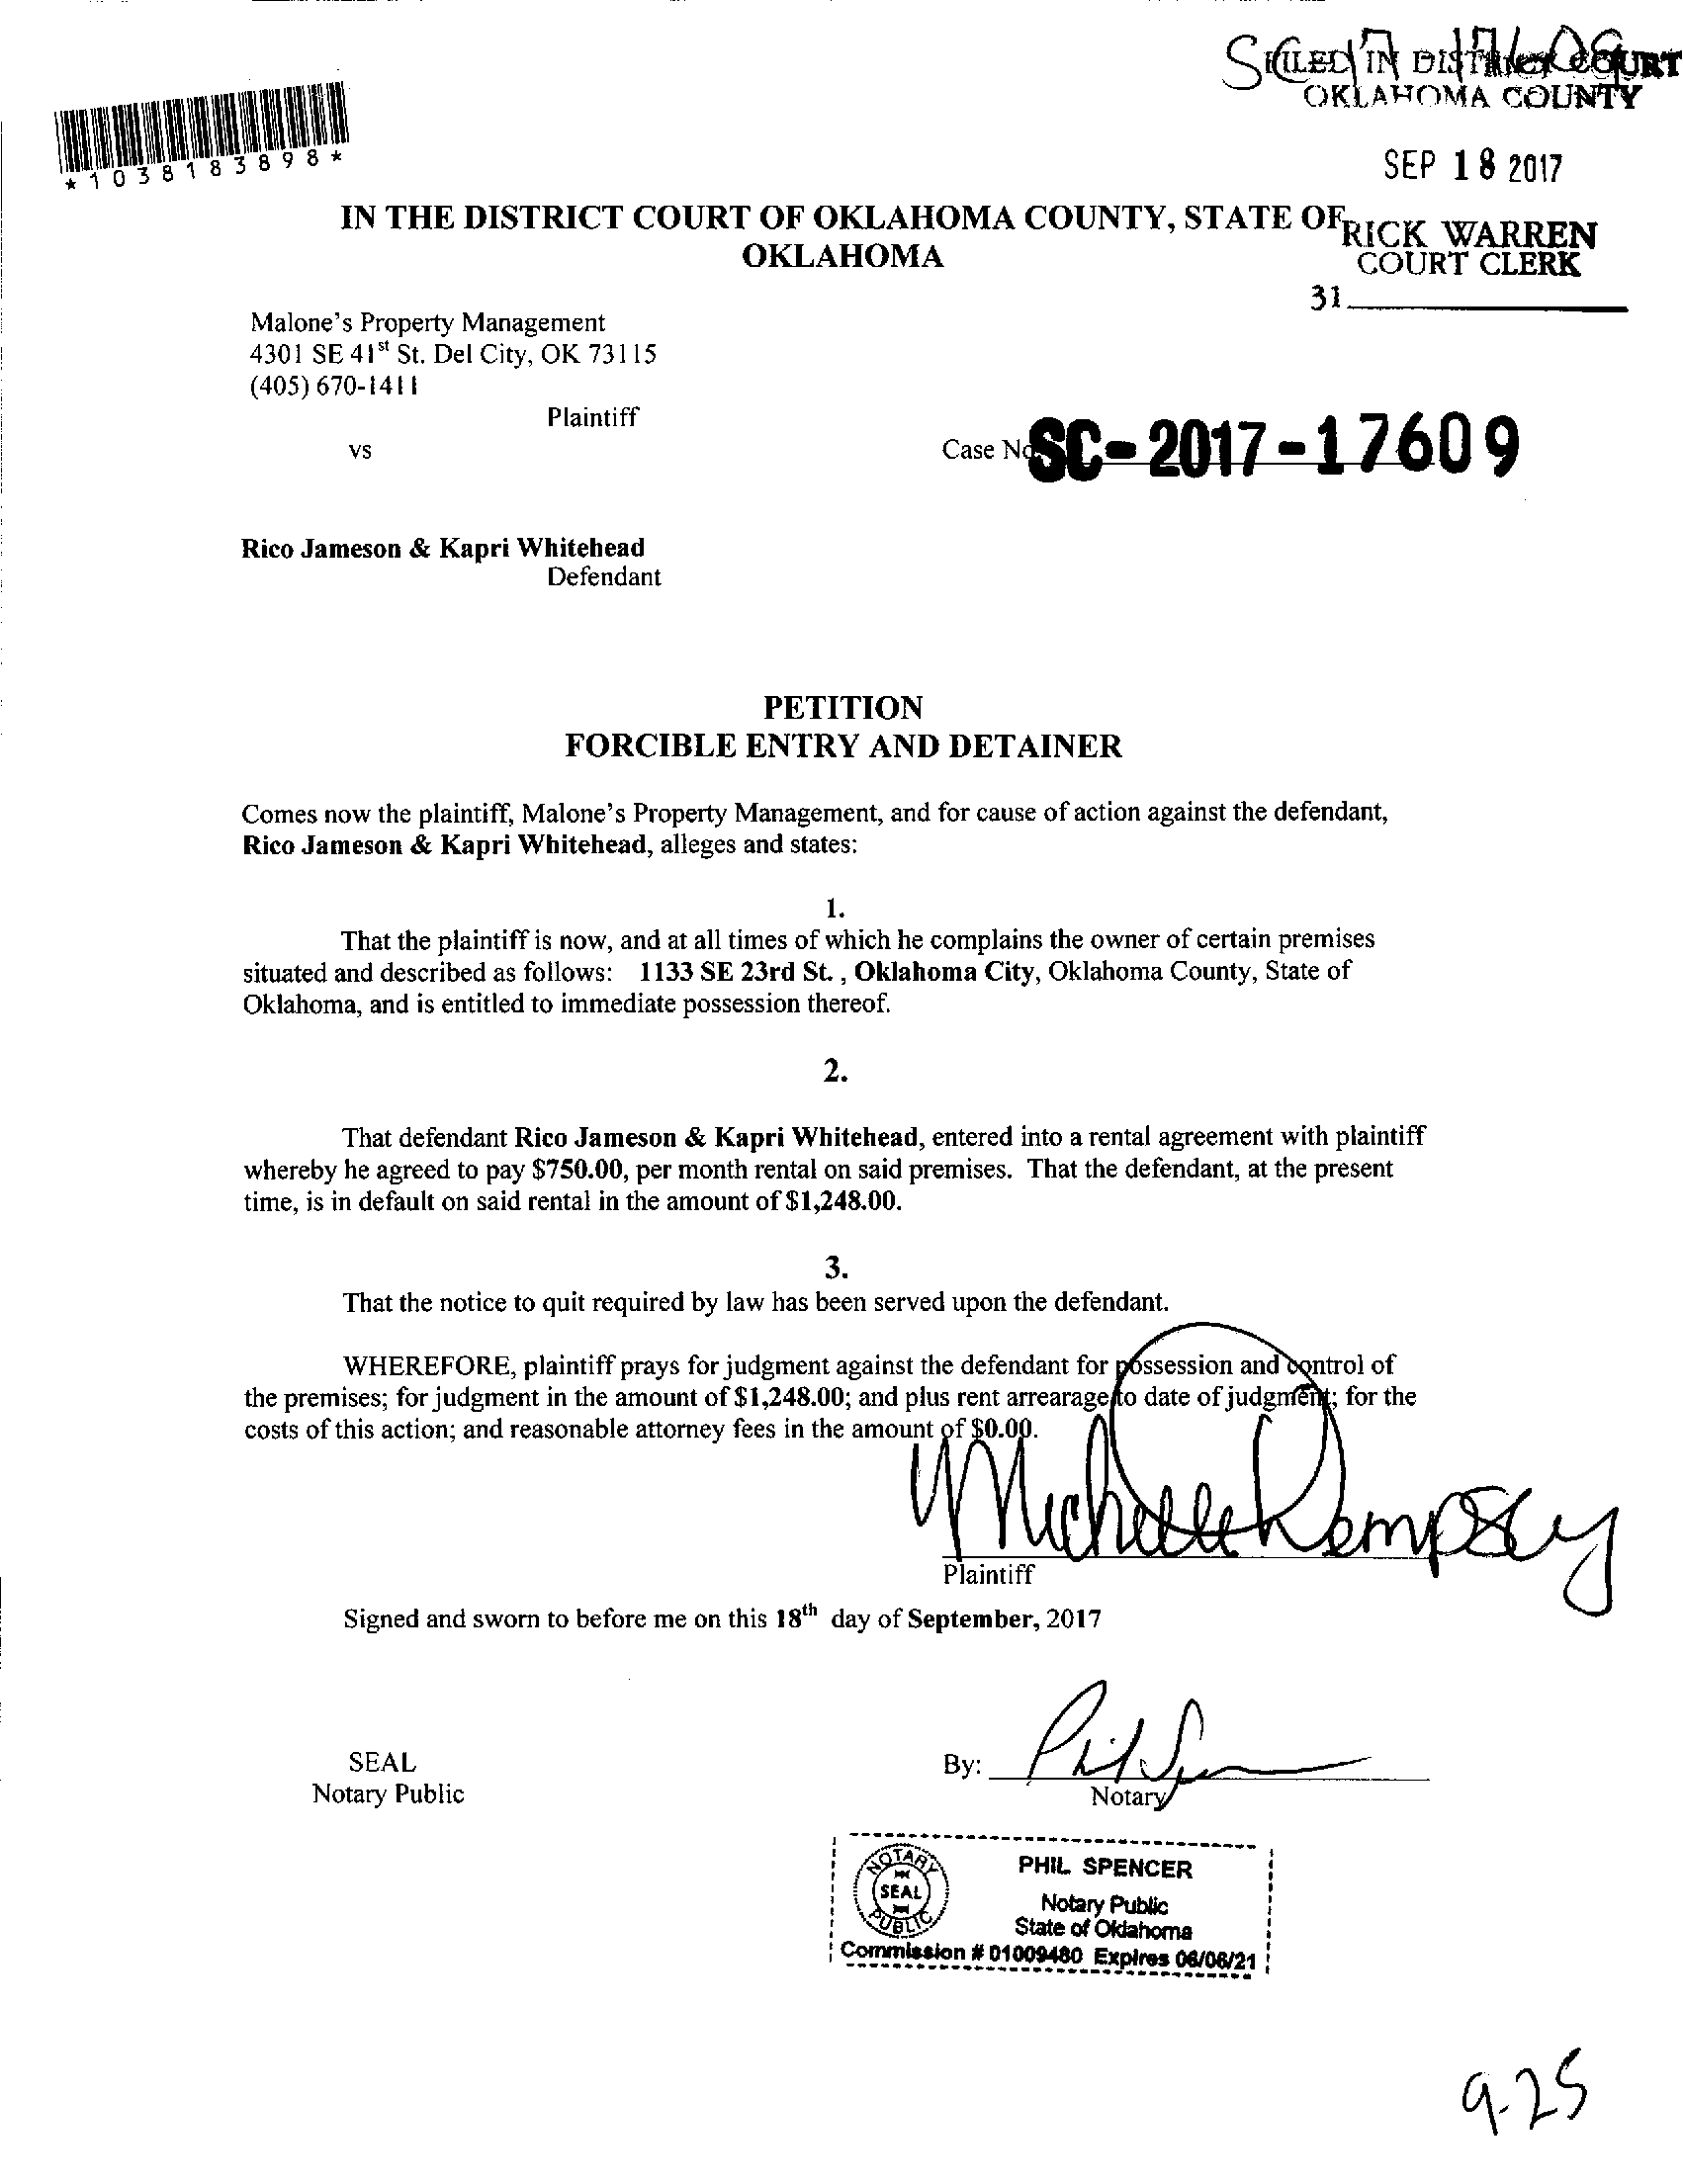 SC 17 17609
FILED IN DISTRICT COURT
OKLAHOMA COUNTY
*1038183898*
SEP 18 2017
IN THE DISTRICT COURT OF OKLAHOMA COUNTY, STATE OF
OKLAHOMA
RICK WARREN
COURT CLERK
31
Malone's Property Management
4301 SE 41st St. Del City, OK 73115
(405) 670-1411
Plaintiff
vs
Case No. SC-2017-17609
Rico Jameson & Kapri Whitehead
Defendant
PETITION
FORCIBLE ENTRY AND DETAINER
Comes now the plaintiff, Malone's Property Management, and for cause of action against the defendant,
Rico Jameson & Kapri Whitehead, alleges and states:
1.
That the plaintiff is now, and at all times of which he complains the owner of certain premises
situated and described as follows: 1133 SE 23rd St. , Oklahoma City, Oklahoma County, State of
Oklahoma, and is entitled to immediate possession thereof.
2.
That defendant Rico Jameson & Kapri Whitehead, entered into a rental agreement with plaintiff
whereby he agreed to pay $750.00, per month rental on said premises. That the defendant, at the present
time, is in default on said rental in the amount of $1,248.00.
3.
That the notice to quit required by law has been served upon the defendant.
WHEREFORE, plaintiff prays for judgment against the defendant for possession and control of
the premises; for judgment in the amount of $1,248.00; and plus rent arrearage to date of judgment; for the
costs of this action; and reasonable attorney fees in the amount of $0.00.
Michelle Dempsey
Plaintiff
Signed and sworn to before me on this 18th day of September, 2017
SEAL
Notary Public
By: Phil Spencer
Notary
NOTARY
SEAL
PUBLIC
PHIL SPENCER
Notary Public
State of Oklahoma
Commission # 01009480 Expires 06/06/21
9-25